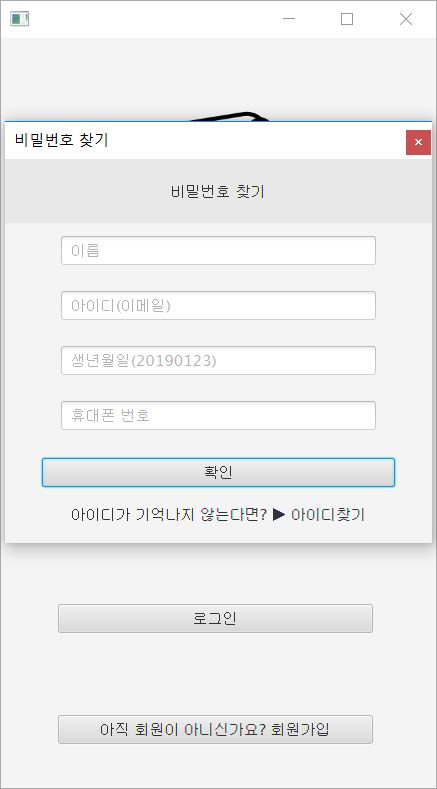 비밀번호 찾기
비밀번호 찾기
이름
아이디(이메일)
생년월일(20190123)
휴대폰 번호
확인
아이디가 기억나지 않는다면? ▶ 아이디찾기
로그인
아직 회원이 아니신가요? 회원가입